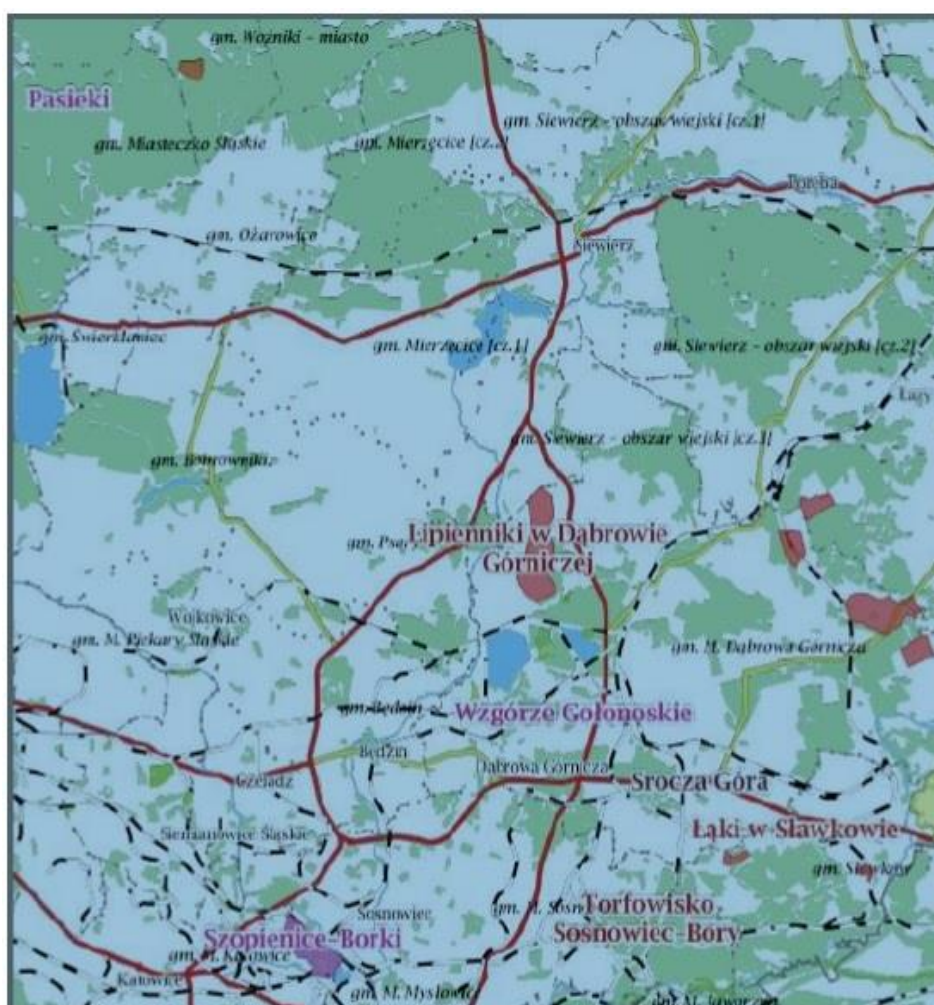 gm. Woźniki - miasto
Pasieki
gm. Siewierz - obszar wiejski [cz.1]
gm. Miasteczko Śląskie
gm. Mierzęcice [cz.2]
Poręba
gm. Ożarowice
Siewierz
gm. Świerklaniec
gm. Mierzęcice [cz.1]
gm. Siewierz - obszar wiejski [cz.2]
Łazy
gm. Siewierz - obszar wiejski [cz.1]
gm. Bobrowniki
Lipienniki w Dąbrowie
Górniczej
gm. Psary
Wojkowice
gm. M. Piekary Śląskie
gm. M. Dąbrowa Górnicza
gm. Będzin
Wzgórze Gołonoskie
Będzin
Dąbrowa Górnicza
Czeladź
Srocza Góra
Siemianowice Śląskie
Łąki w Sławkowie
gm. Sławków
Sosnowiec
gm. M. Sosn
Torfowisko
Sosnowiec-Bory
Szopienice-Borki
gm. M. Katowice
Katowice
gm. M. Mysłowice
gm. M. Jaworzno